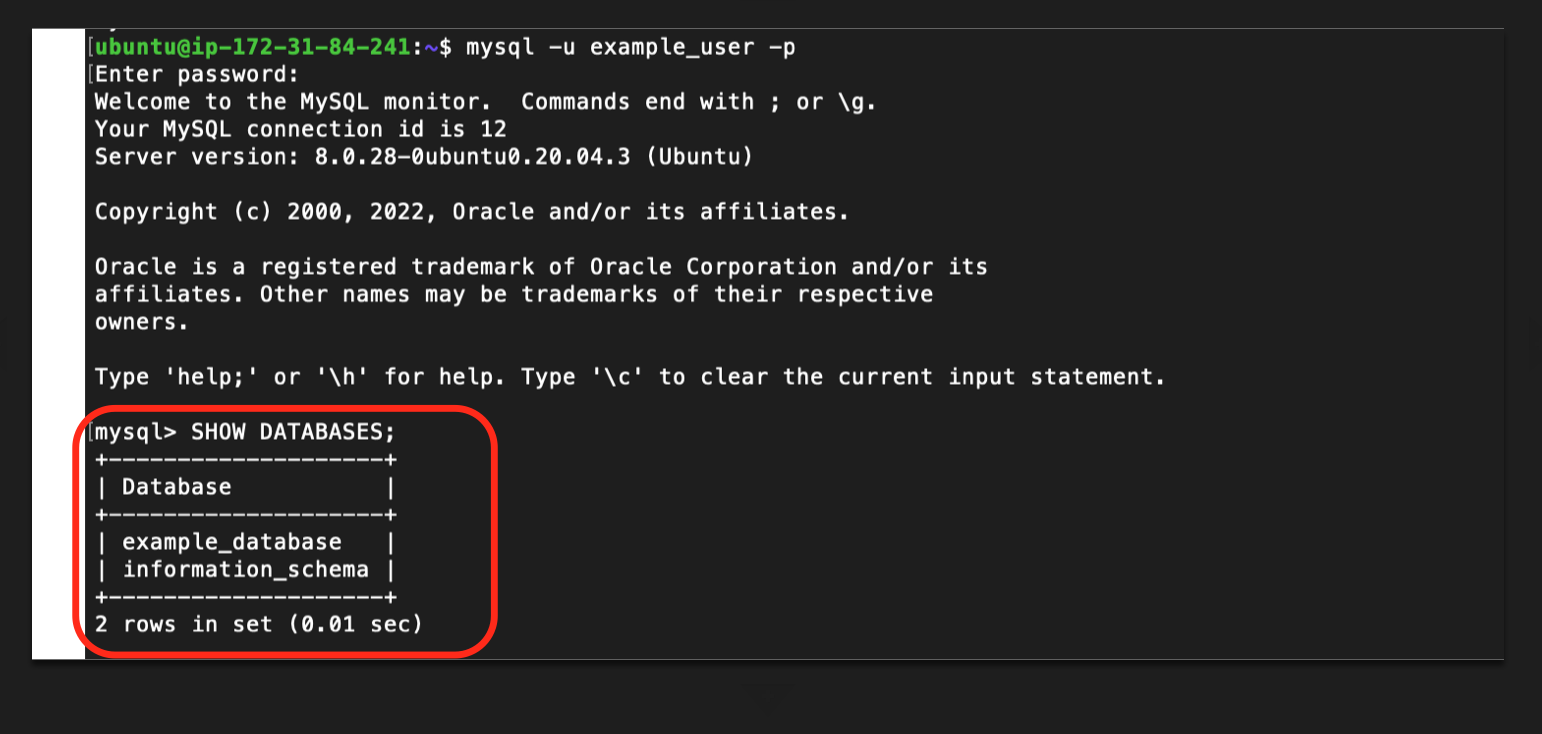 [ubuntu@ip-172-31-84-241:~$ mysql -u example_user -p
[Enter password:
Welcome to the MySQL monitor.  Commands end with ; or \g.
Your MySQL connection id is 12
Server version: 8.0.28-0ubuntu0.20.04.3 (Ubuntu)

Copyright (c) 2000, 2022, Oracle and/or its affiliates.

Oracle is a registered trademark of Oracle Corporation and/or its
affiliates. Other names may be trademarks of their respective
owners.

Type 'help;' or '\h' for help. Type '\c' to clear the current input statement.

[mysql> SHOW DATABASES;
+--------------------+
| Database           |
+--------------------+
| example_database   |
| information_schema |
+--------------------+
2 rows in set (0.01 sec)